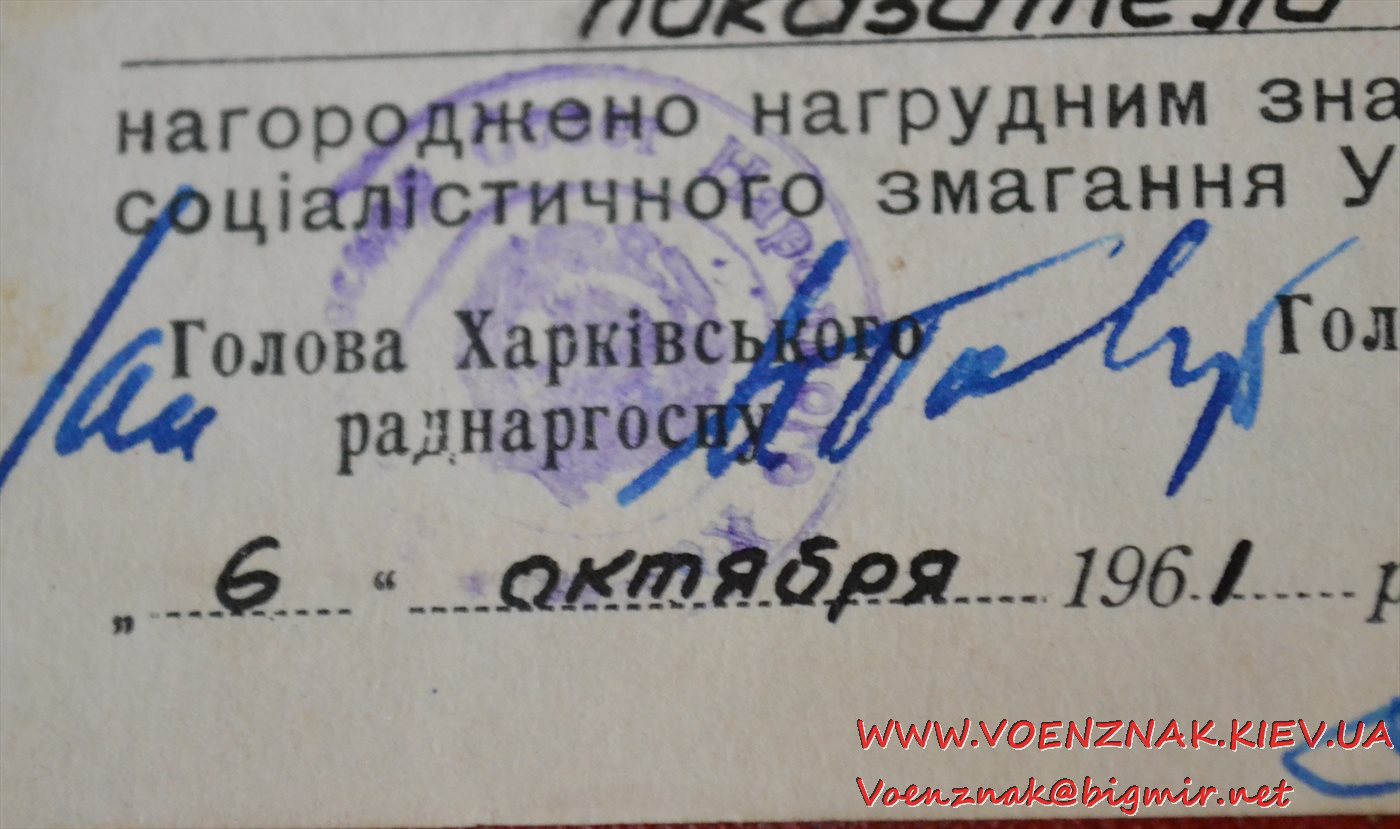 показатели
нагороджено нагрудним зна
соціалістичного змагання У
Голова Харківського Гол
раднаргоспу
„ 6 “ октября 1961 р
WWW.VOENZNAK.KIEV.UA
Voenznak@bigmir.net